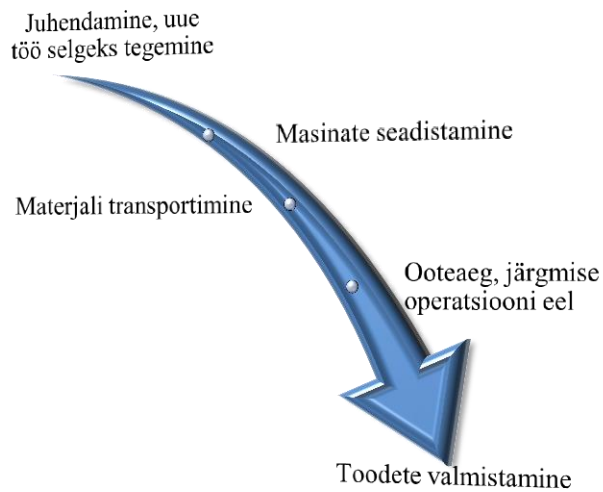 Juhendamine, uue
töö selgeks tegemine
Masinate seadistamine
Materjali transportimine
Ooteaeg, järgmise
operatsiooni eel
Toodete valmistamine